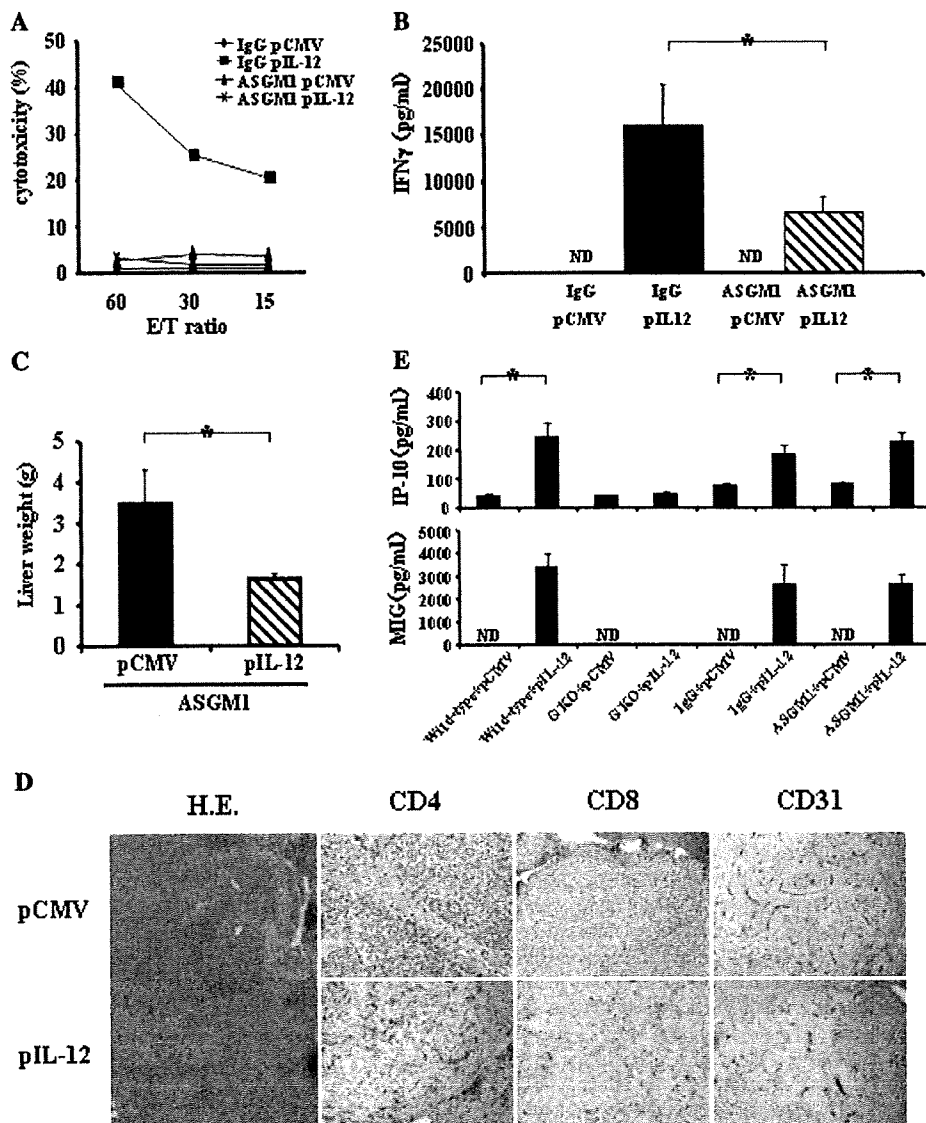 A
IgG pCMV
IgG pIL-12
ASGM1 pCMV
ASGM1 pIL-12
cytotoxicity (%)
50
40
30
20
10
0
60
30
15
E/T ratio
B
*
IFNγ (pg/ml)
25000
20000
15000
10000
5000
0
ND
ND
IgG
pCMV
IgG
pIL12
ASGM1
pCMV
ASGM1
pIL12
C
*
Liver weight (g)
5
4
3
2
1
0
pCMV
pIL-12
ASGM1
E
*
*
*
IP-10 (pg/ml)
400
300
200
100
0
MIG (pg/ml)
5000
4000
3000
2000
1000
0
ND
ND
ND
ND
Wild-type+pCMV
Wild-type+pIL-12
GKO+pCMV
GKO+pIL-12
IgG+pCMV
IgG+pIL-12
ASGM1+pCMV
ASGM1+pIL-12
D
H.E.
CD4
CD8
CD31
pCMV
pIL-12